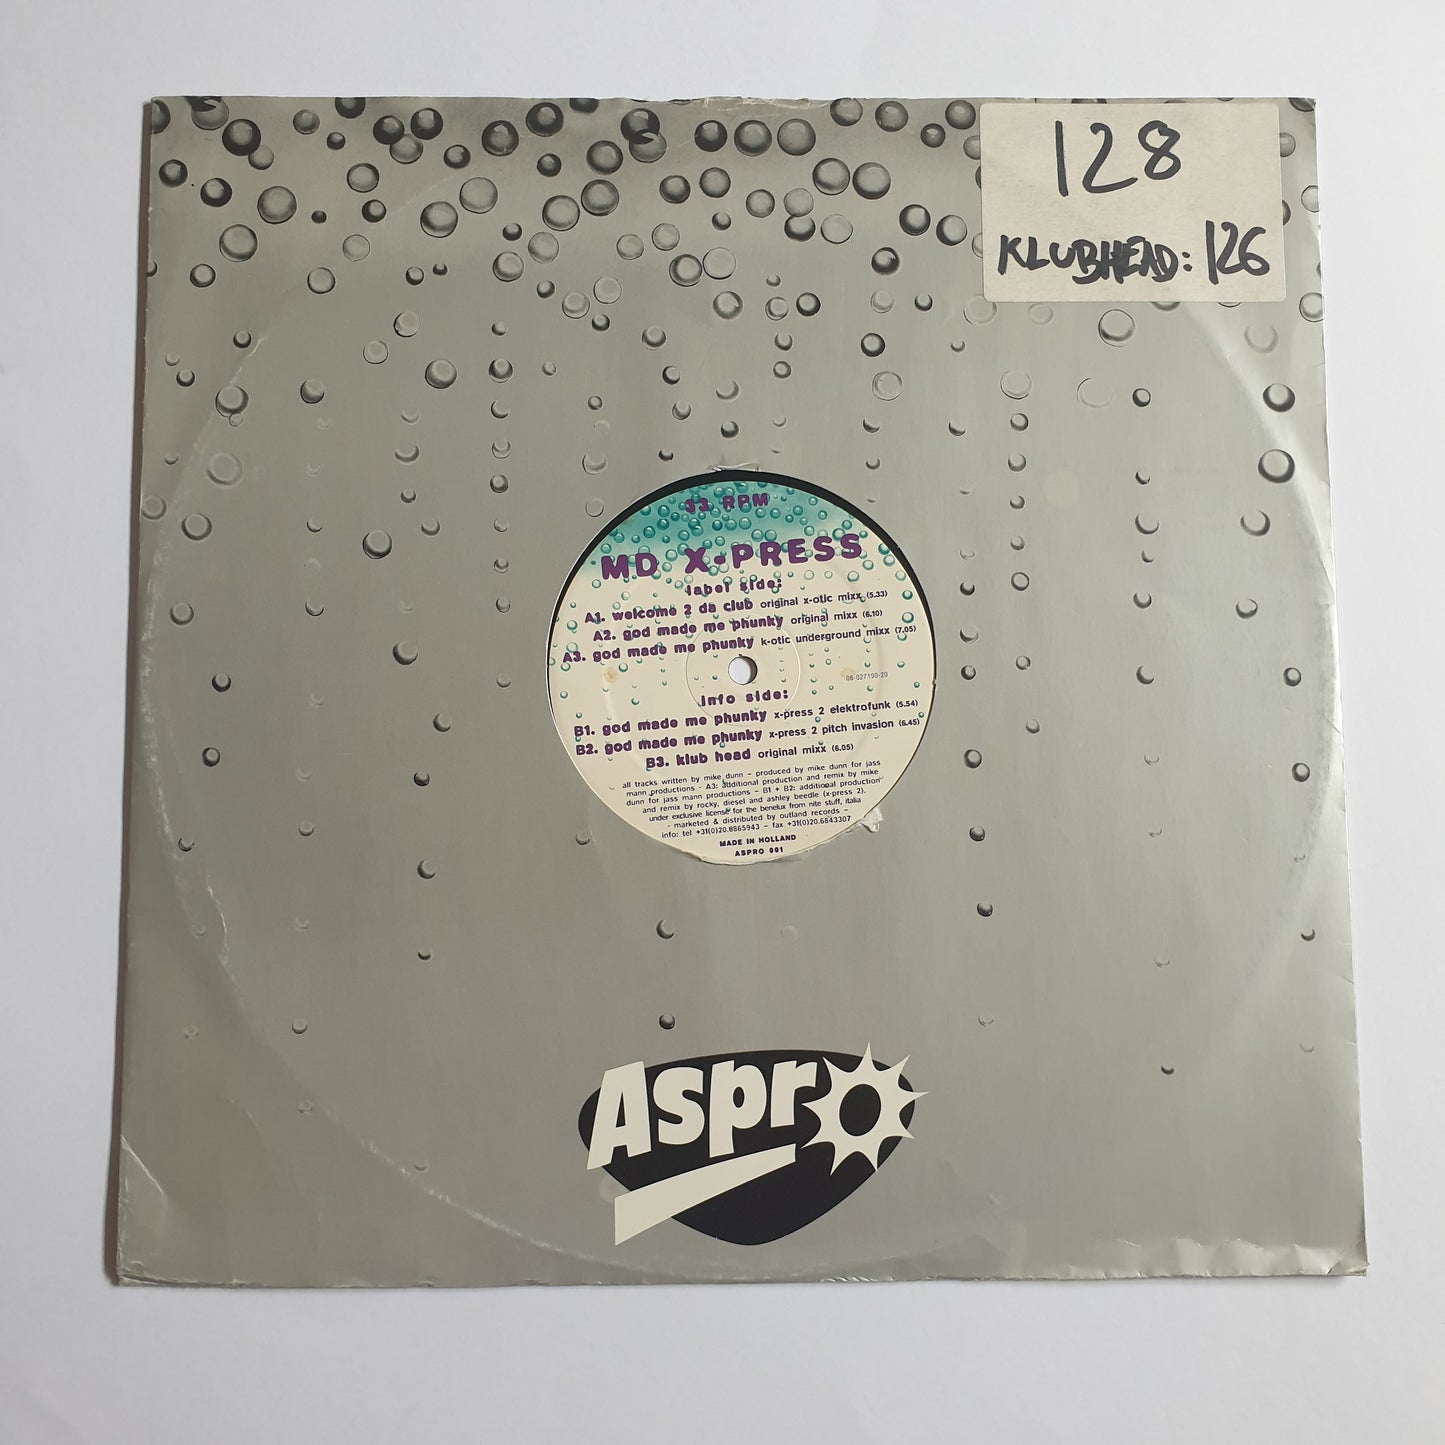 128
KLUBHEAD: 126
33 RPM
MD X-PRESS
label side:
A1. welcome 2 da club original x-otic mixx (5.33)
A2. god made me phunky original mixx (6.10)
A3. god made me phunky k-otic underground mixx (7.05)
08-027190-20
info side:
B1. god made me phunky x-press 2 elektrofunk (5.54)
B2. god made me phunky x-press 2 pitch invasion (6.45)
B3. klub head original mixx (6.05)
all tracks written by mike dunn - produced by mike dunn for jass
mann productions - A3: additional production and remix by mike
dunn for jass mann productions - B1 + B2: additional production
and remix by rocky, diesel and ashley beedle (x-press 2).
under exclusive license for the benelux from nite stuff, italia
- marketed & distributed by outland records -
info: tel +31(0)20.6865943 - fax +31(0)20.6843307
MADE IN HOLLAND
ASPRO 001
Aspro